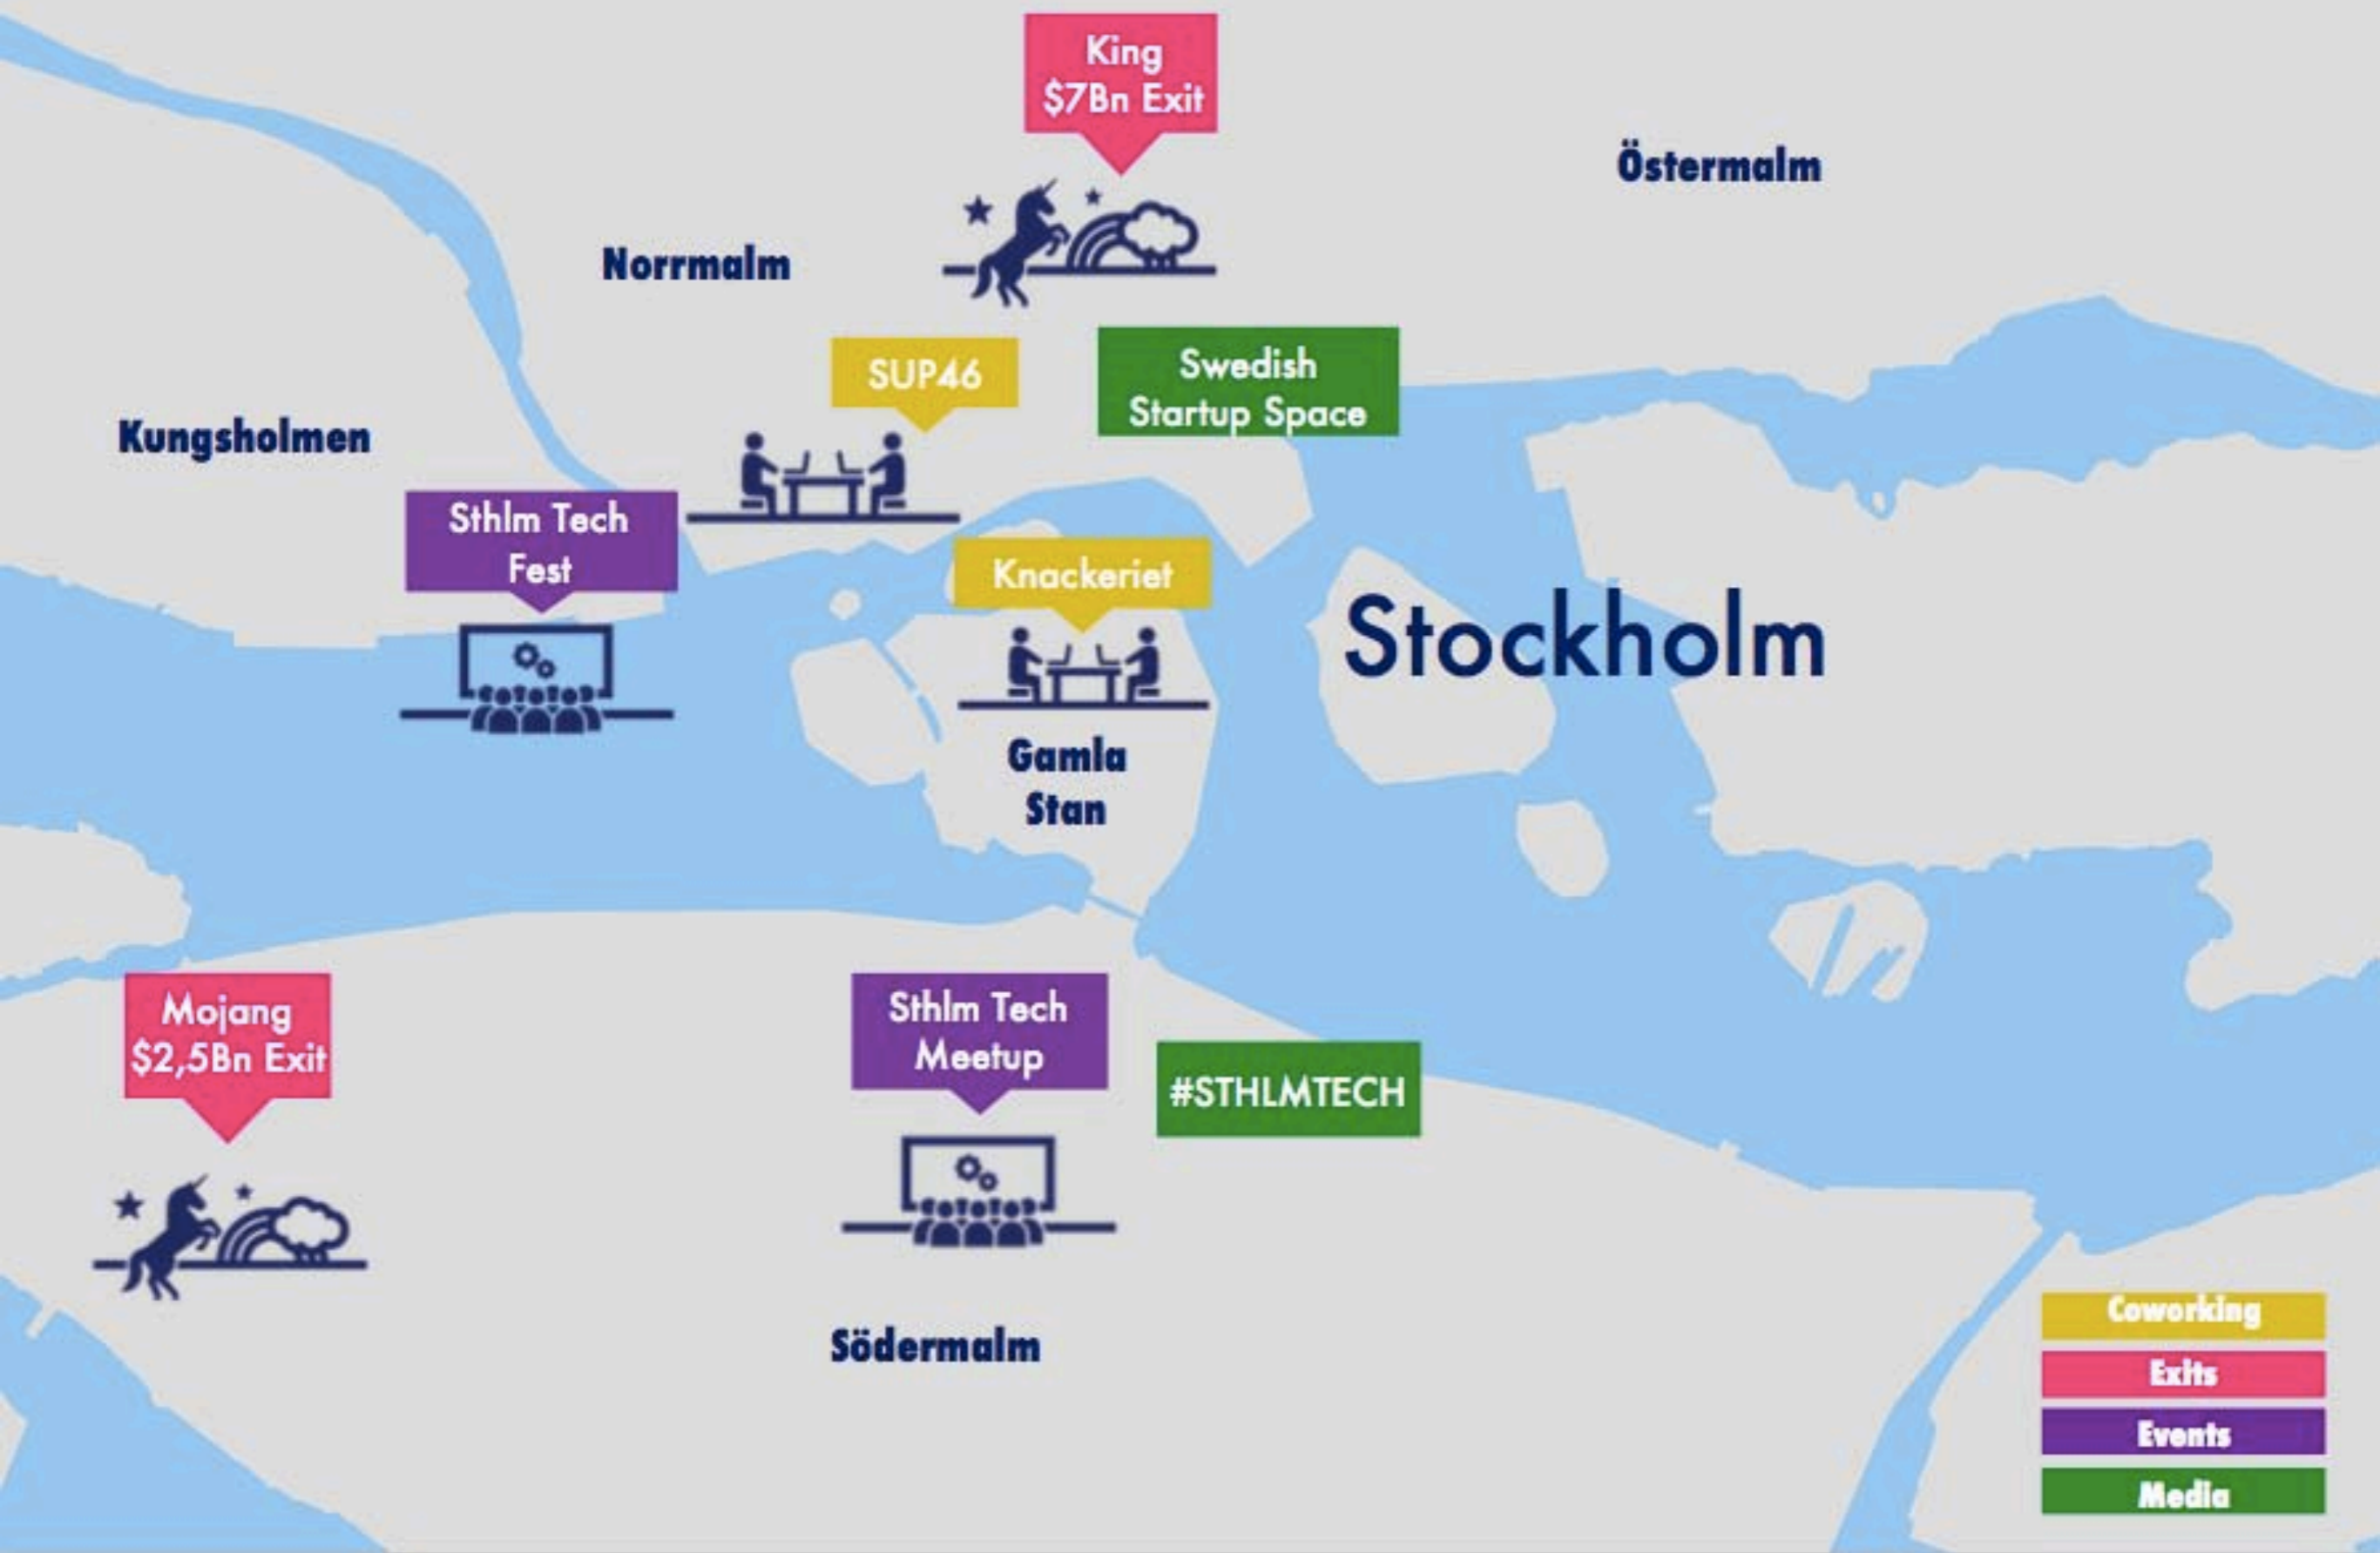 King
$7Bn Exit
Östermalm
Norrmalm
SUP46
Swedish
Startup Space
Kungsholmen
Sthlm Tech
Fest
Knackeriet
Stockholm
Gamla
Stan
Mojang
$2,5Bn Exit
Sthlm Tech
Meetup
#STHLMTECH
Södermalm
Coworking
Exits
Events
Media